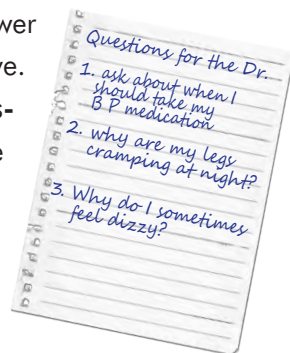 wer
ve.
s-
e
Questions for the Dr.
1. ask about when I
should take my
B P medication
2. why are my legs
cramping at night?
3. Why do I sometimes
feel dizzy?